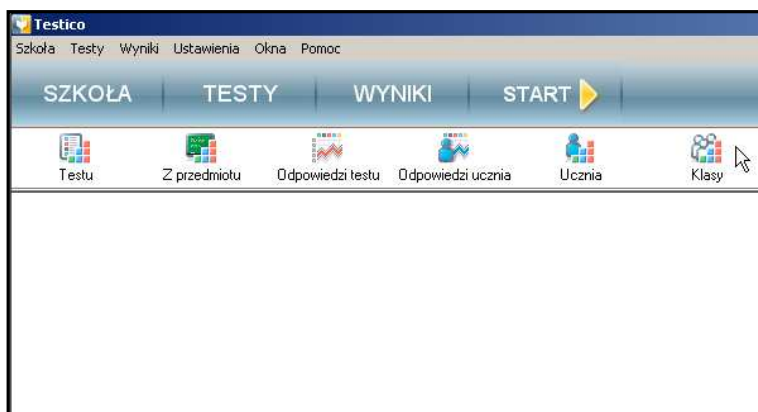 Testico
Szkoła Testy Wyniki Ustawienia Okna Pomoc
SZKOŁA TESTY WYNIKI START
Testu Z przedmiotu Odpowiedzi testu Odpowiedzi ucznia Ucznia Klasy